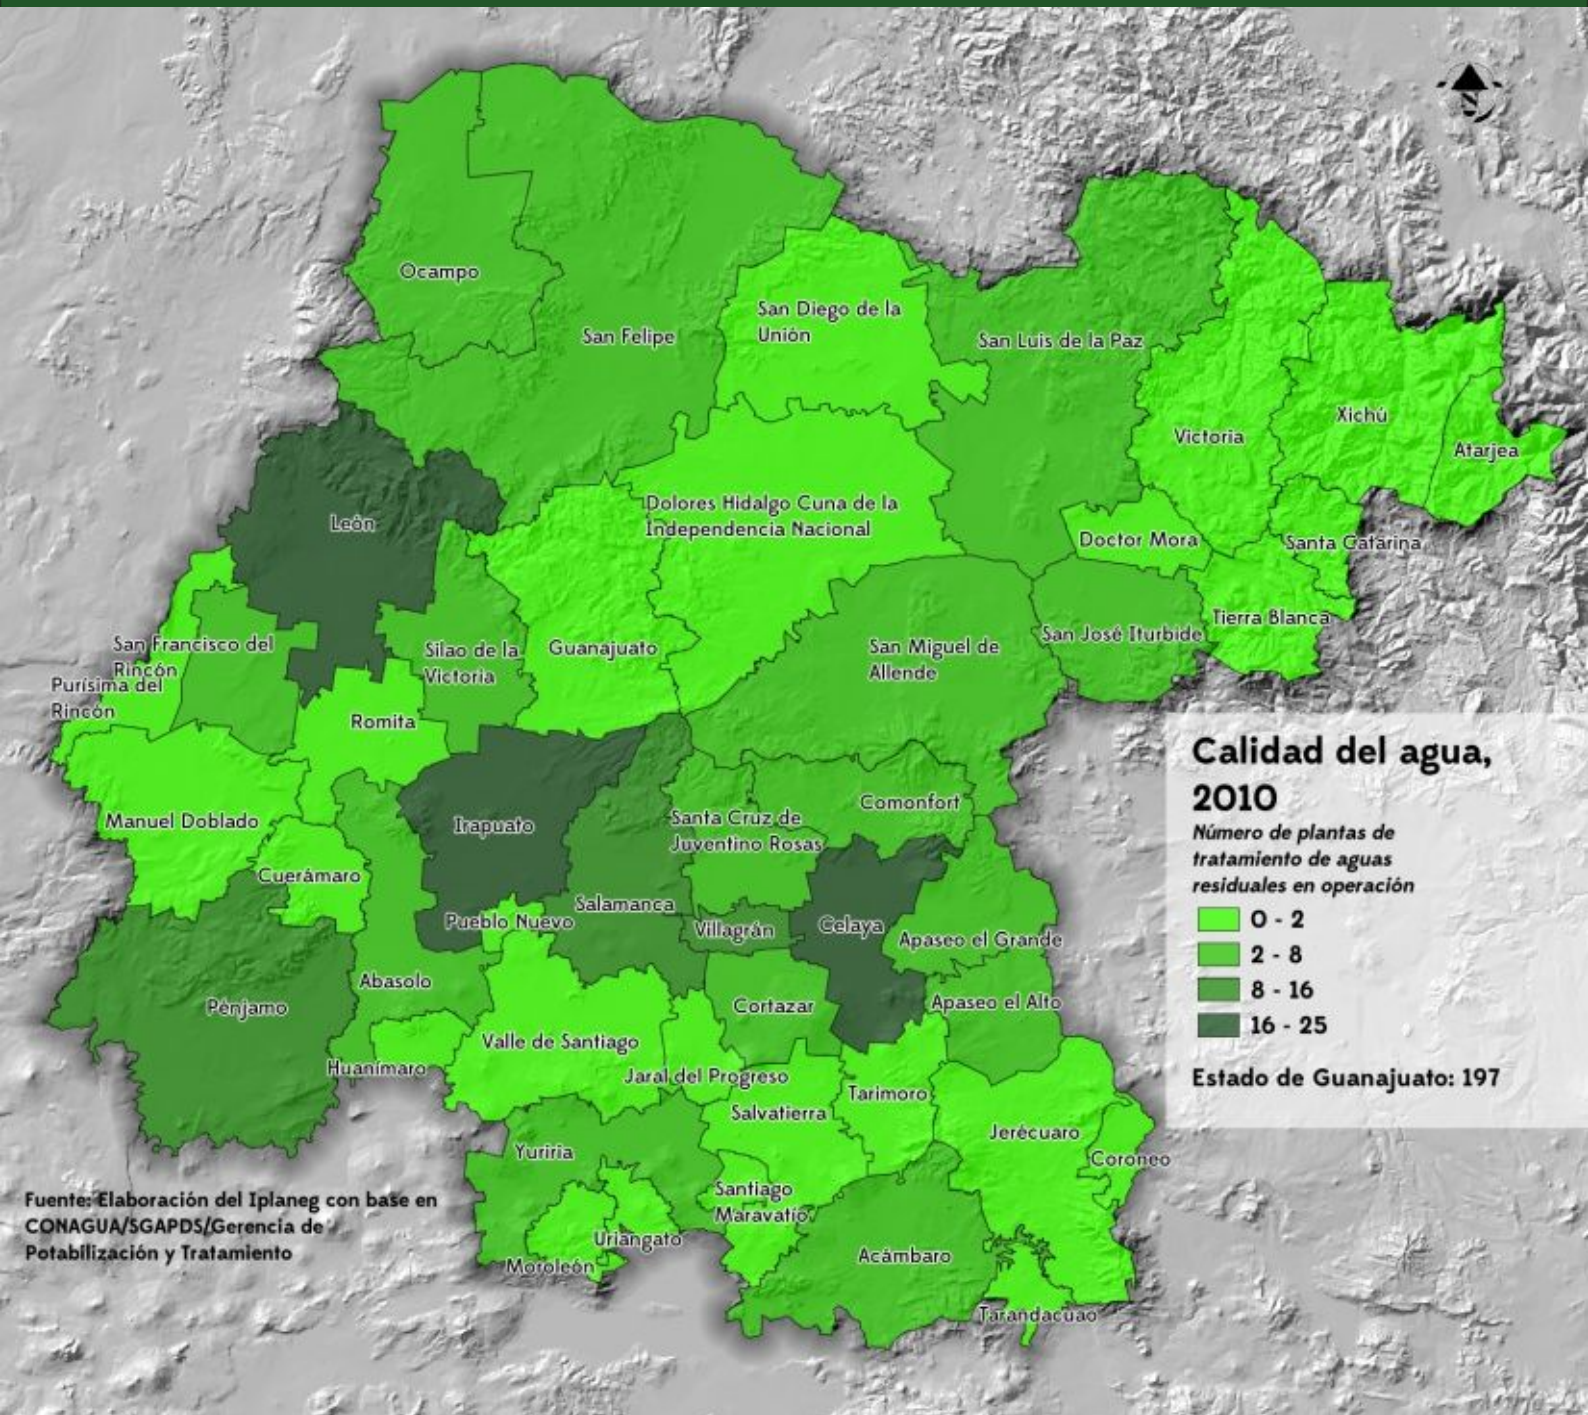 Ocampo
San Felipe
San Diego de la
Unión
San Luis de la Paz
Victoria
Xichú
Atarjea
León
Dolores Hidalgo Cuna de la
Independencia Nacional
Doctor Mora
Santa Catarina
Tierra Blanca
San José Iturbide
San Miguel de
Allende
Guanajuato
Silao de la
Victoria
San Francisco del
Rincón
Purísima del
Rincón
Romita
Manuel Doblado
Cuerámaro
Irapuato
Santa Cruz de
Juventino Rosas
Comonfort
Pueblo Nuevo
Salamanca
Villagrán
Celaya
Apaseo el Grande
Abasolo
Pénjamo
Cortazar
Apaseo el Alto
Valle de Santiago
Huanímaro
Jaral del Progreso
Salvatierra
Tarimoro
Jerécuaro
Coroneo
Yuriria
Santiago
Maravatío
Uriangato
Moroleón
Acámbaro
Tarandacuao
Calidad del agua,
2010
Número de plantas de
tratamiento de aguas
residuales en operación
0 - 2
2 - 8
8 - 16
16 - 25
Estado de Guanajuato: 197
Fuente: Elaboración del Iplaneg con base en
CONAGUA/SGAPDS/Gerencia de
Potabilización y Tratamiento